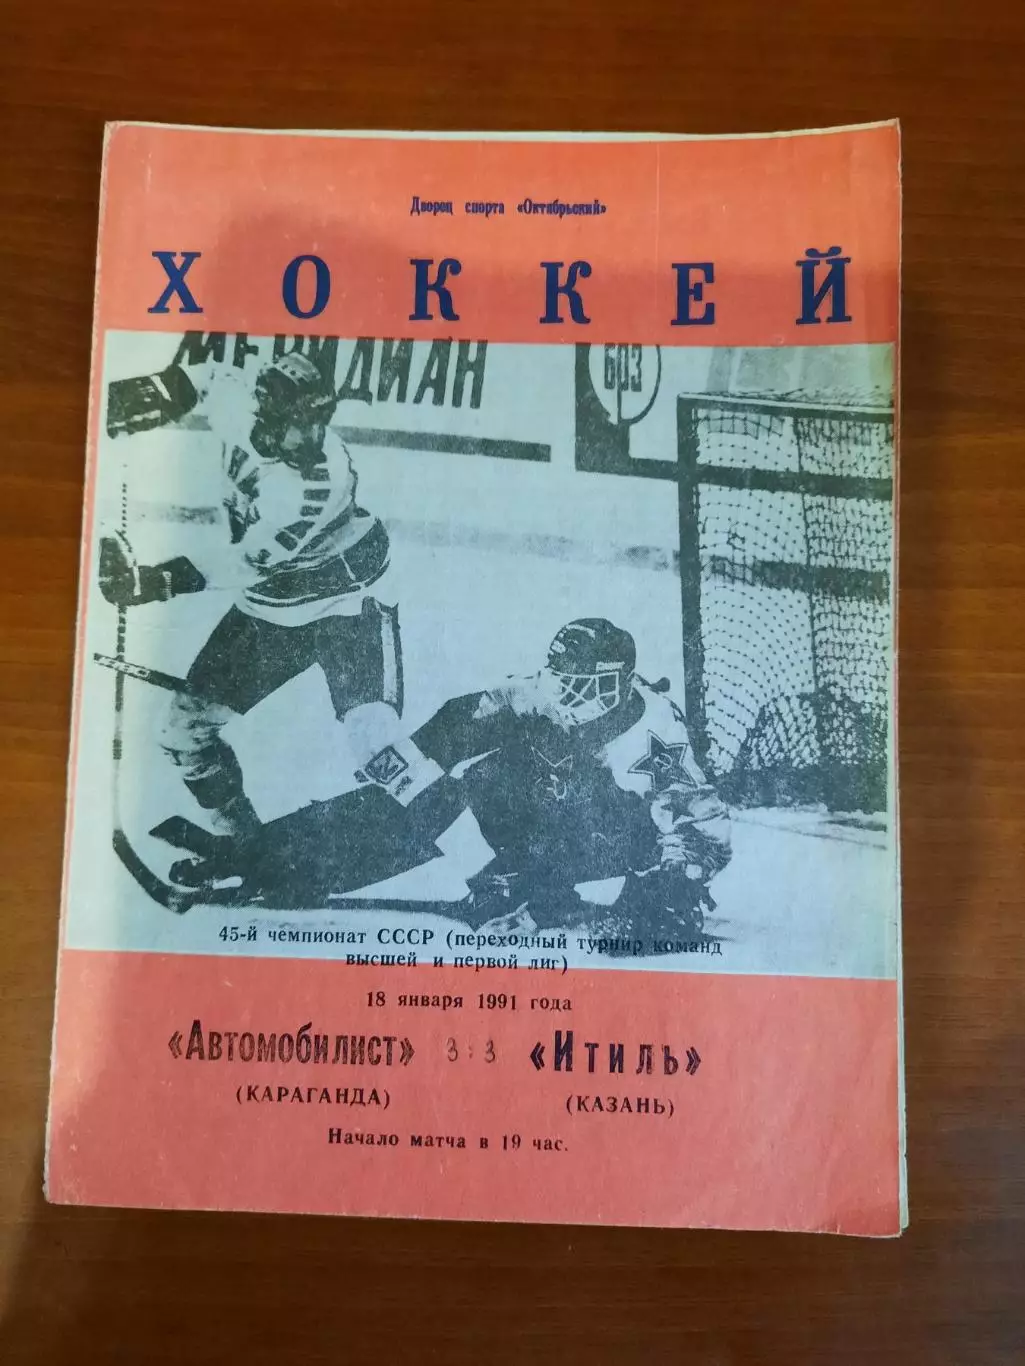 Дворец спорта «Октябрьский»
ХОККЕЙ
МЕРИДИАН
603
45-й чемпионат СССР (переходный турнир команд
высшей и первой лиг)
18 января 1991 года
«Автомобилист» 3:3 «Итиль»
(КАРАГАНДА) (КАЗАНЬ)
Начало матча в 19 час.